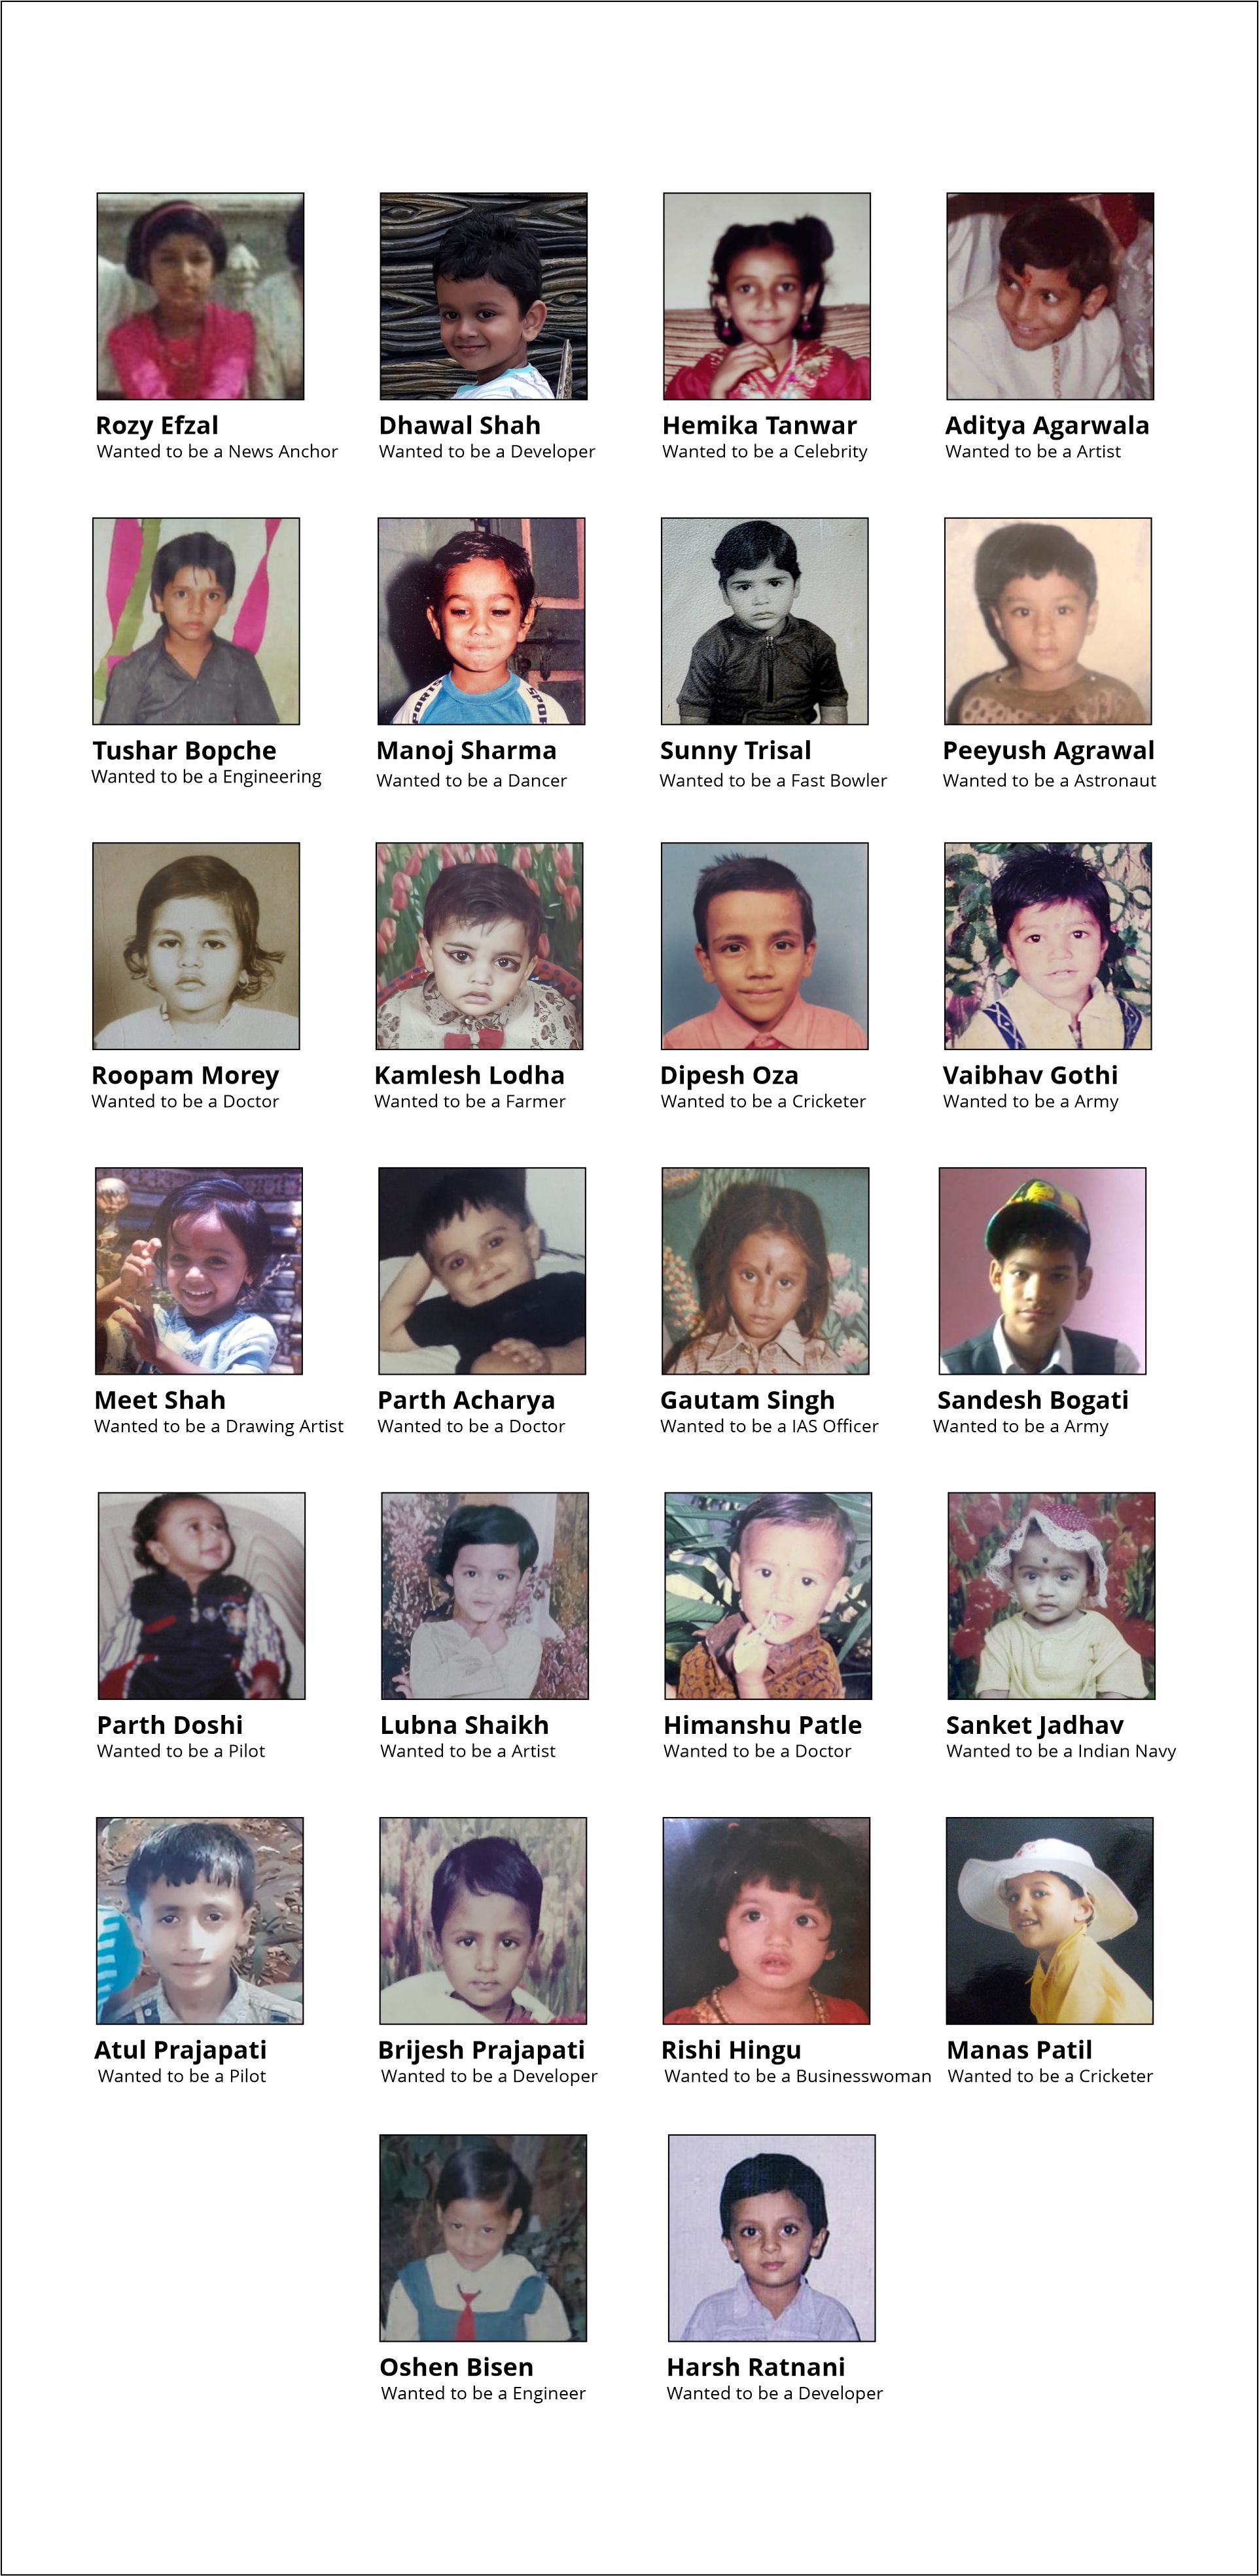 Rozy Efzal
Wanted to be a News Anchor
Dhawal Shah
Wanted to be a Developer
Hemika Tanwar
Wanted to be a Celebrity
Aditya Agarwala
Wanted to be a Artist
Tushar Bopche
Wanted to be a Engineering
Manoj Sharma
Wanted to be a Dancer
Sunny Trisal
Wanted to be a Fast Bowler
Peeyush Agrawal
Wanted to be a Astronaut
SPORTS
SPOR
Roopam Morey
Wanted to be a Doctor
Kamlesh Lodha
Wanted to be a Farmer
Dipesh Oza
Wanted to be a Cricketer
Vaibhav Gothi
Wanted to be a Army
Meet Shah
Wanted to be a Drawing Artist
Parth Acharya
Wanted to be a Doctor
Gautam Singh
Wanted to be a IAS Officer
Sandesh Bogati
Wanted to be a Army
Parth Doshi
Wanted to be a Pilot
Lubna Shaikh
Wanted to be a Artist
Himanshu Patle
Wanted to be a Doctor
Sanket Jadhav
Wanted to be a Indian Navy
Atul Prajapati
Wanted to be a Pilot
Brijesh Prajapati
Wanted to be a Developer
Rishi Hingu
Wanted to be a Businesswoman
Manas Patil
Wanted to be a Cricketer
Oshen Bisen
Wanted to be a Engineer
Harsh Ratnani
Wanted to be a Developer